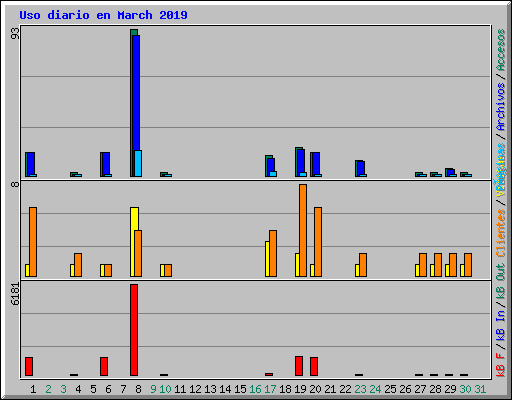 Uso diario en March 2019
93
8
6181
Accesos
/ Archivos /
Clientes /
kB F / kB In / kB Out
1 2 3 4 5 6 7 8 9 10 11 12 13 14 15 16 17 18 19 20 21 22 23 24 25 26 27 28 29 30 31